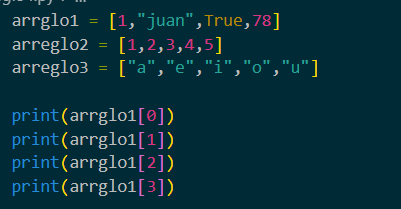 arrglo1 = [1,"juan",True,78]
arreglo2 = [1,2,3,4,5]
arreglo3 = ["a","e","i","o","u"]
print(arrglo1[0])
print(arrglo1[1])
print(arrglo1[2])
print(arrglo1[3])